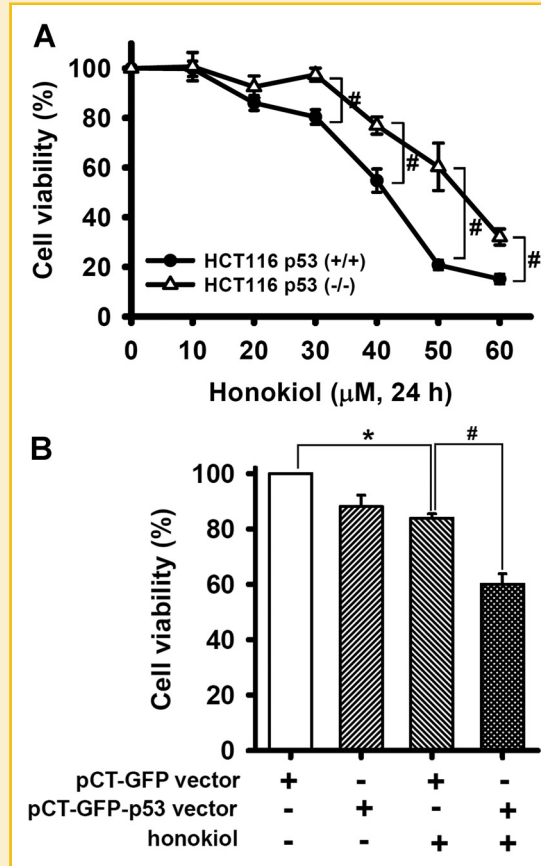 A
Cell viability (%)
100
80
60
40
20
0
#
#
#
#
HCT116 p53 (+/+)
HCT116 p53 (-/-)
0 10 20 30 40 50 60
Honokiol (μM, 24 h)
B
Cell viability (%)
100
80
60
40
20
0
* #
pCT-GFP vector + - + -
pCT-GFP-p53 vector - + - +
honokiol - - + +